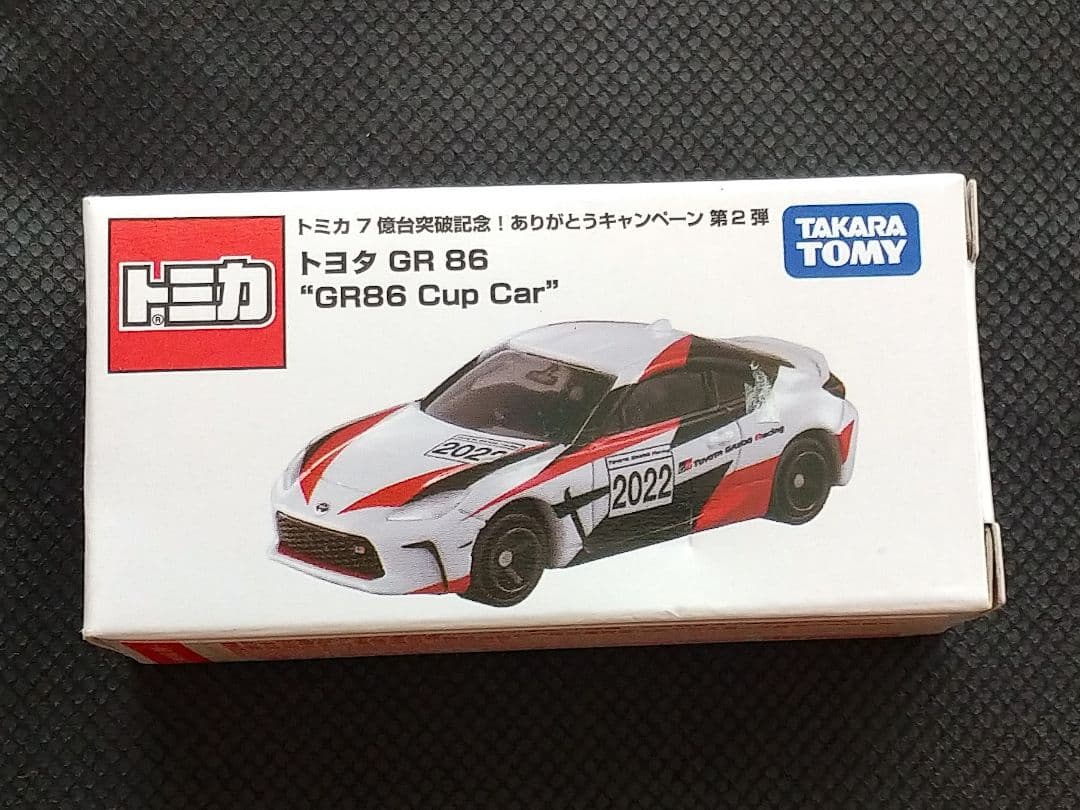 トミカ7億台突破記念！ありがとうキャンペーン 第2弾
トミカ®
トヨタ GR 86
“GR86 Cup Car”
TAKARA
TOMY
2022
2022
TOYOTA GAZOO Racing